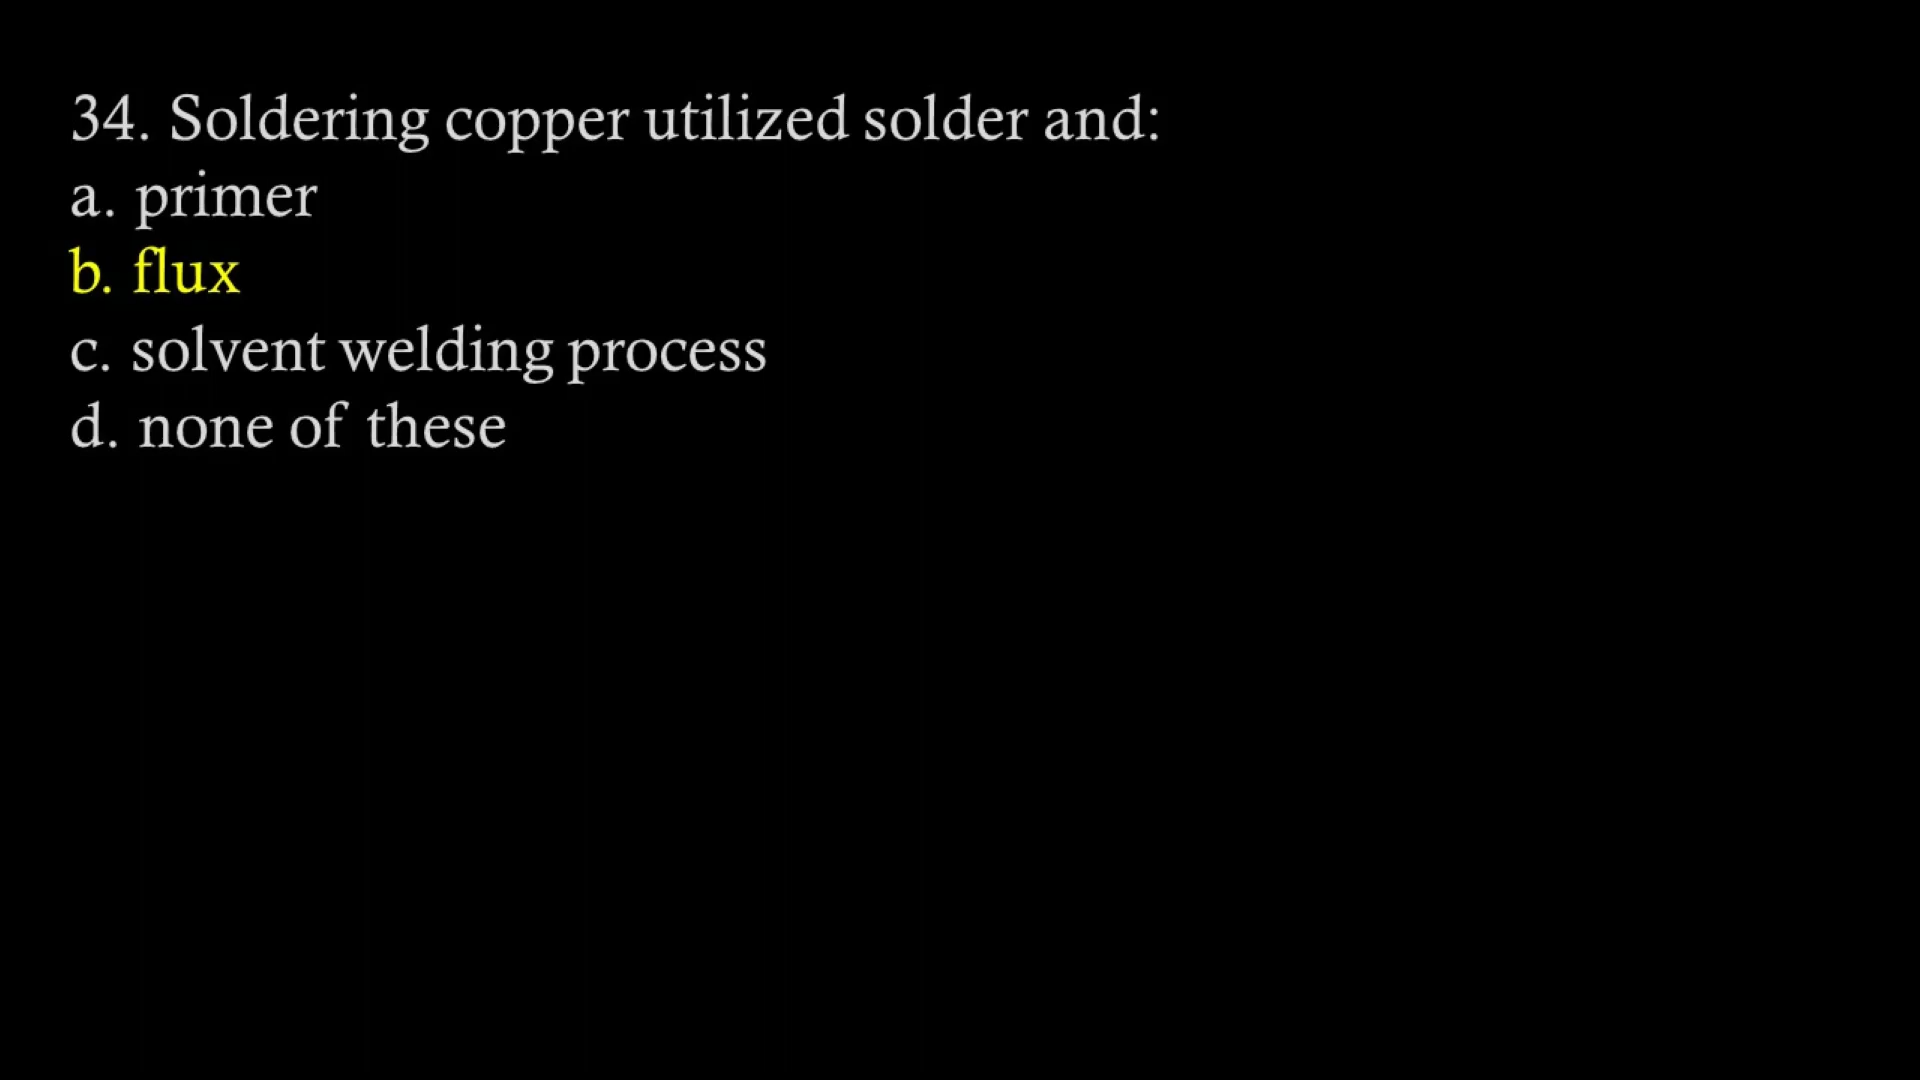 34. Soldering copper utilized solder and:
a. primer
b. flux
c. solvent welding process
d. none of these